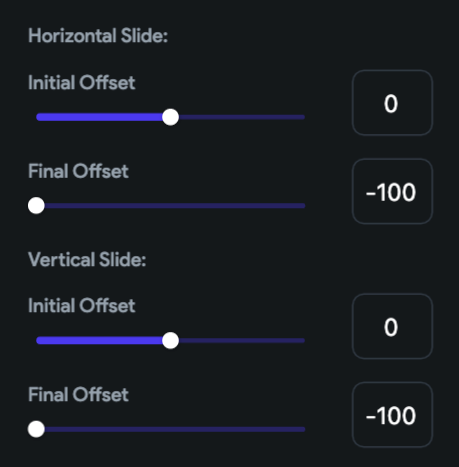 Horizontal Slide:
Initial Offset
0
Final Offset
-100
Vertical Slide:
Initial Offset
0
Final Offset
-100